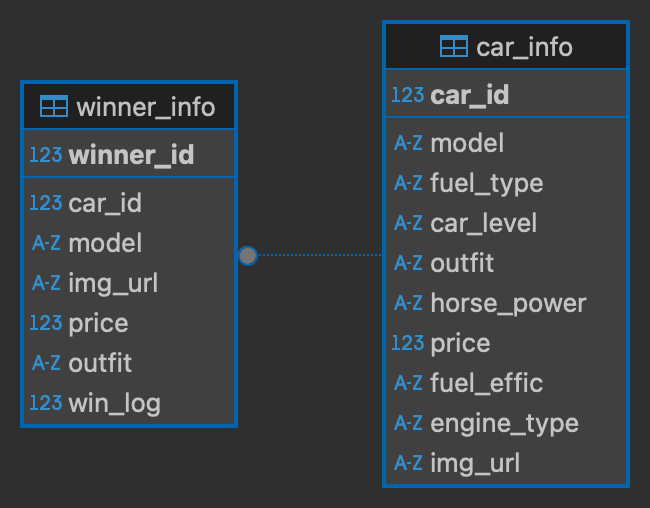 winner_info
123 winner_id
123 car_id
A-Z model
A-Z img_url
123 price
A-Z outfit
123 win_log
car_info
123 car_id
A-Z model
A-Z fuel_type
A-Z car_level
A-Z outfit
A-Z horse_power
123 price
A-Z fuel_effic
A-Z engine_type
A-Z img_url